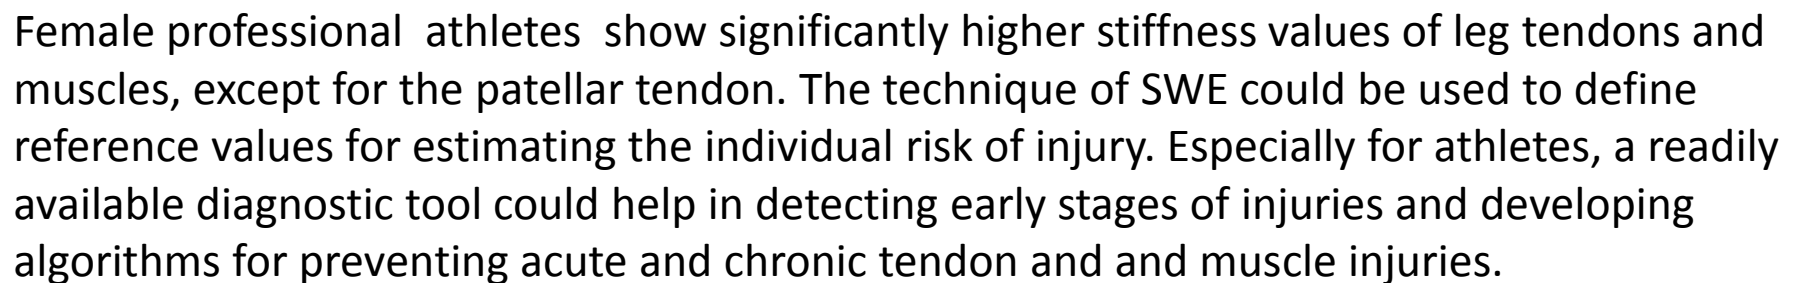 Female professional  athletes  show significantly higher stiffness values of leg tendons and
muscles, except for the patellar tendon. The technique of SWE could be used to define
reference values for estimating the individual risk of injury. Especially for athletes, a readily
available diagnostic tool could help in detecting early stages of injuries and developing
algorithms for preventing acute and chronic tendon and and muscle injuries.